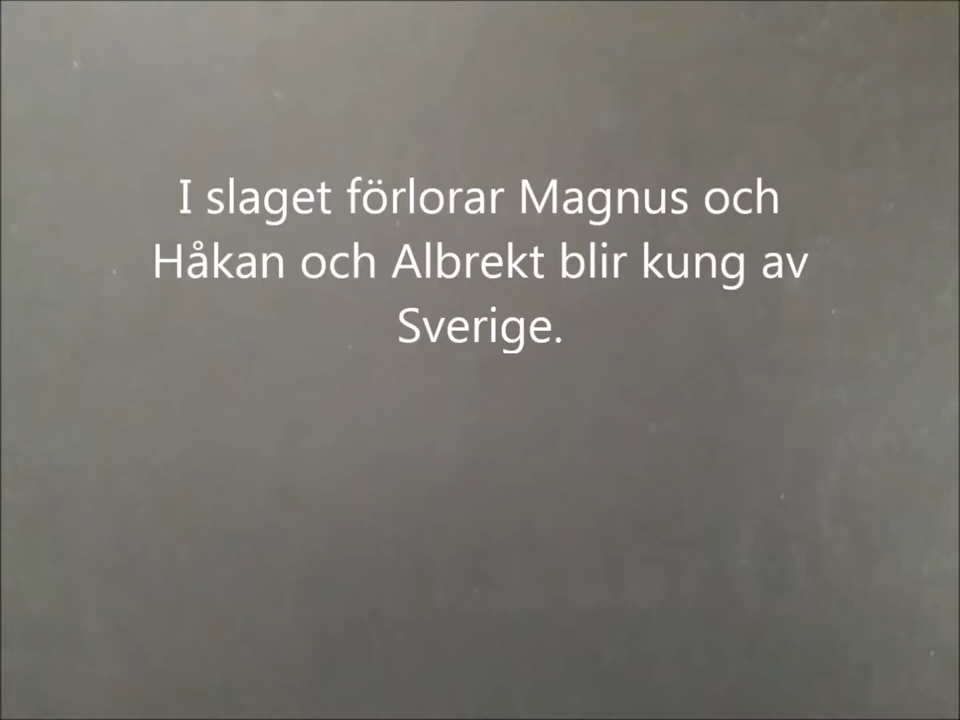 I slaget förlorar Magnus och
Håkan och Albrekt blir kung av
Sverige.